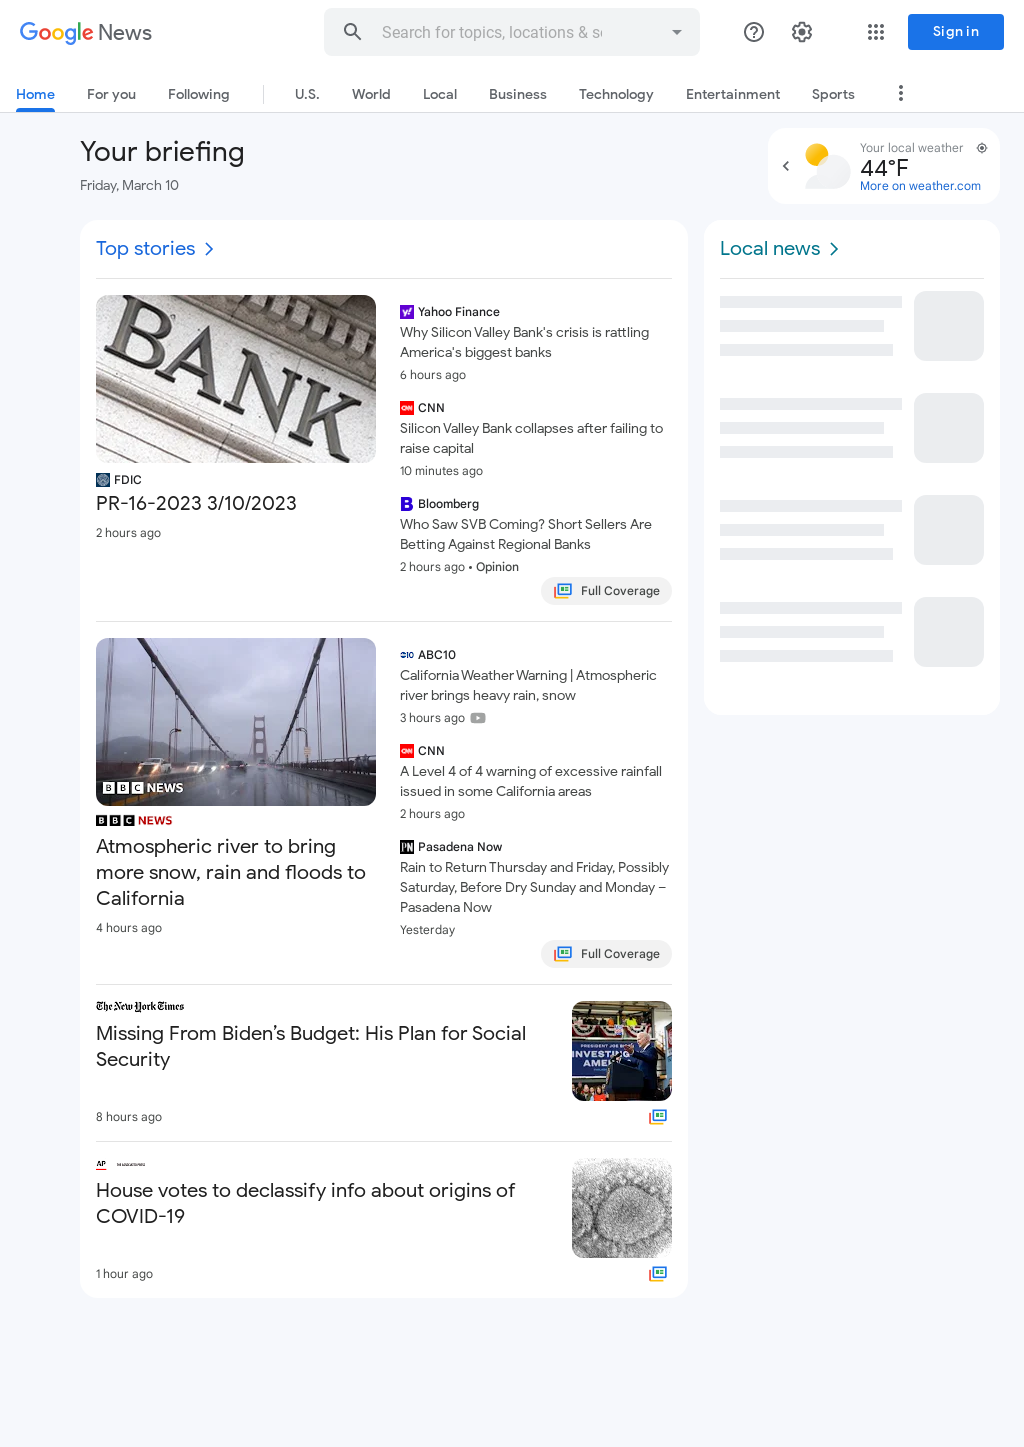 Google News
Search for topics, locations & s
Sign in
Home
For you
Following
U.S.
World
Local
Business
Technology
Entertainment
Sports
Your briefing
Friday, March 10
Your local weather
44°F
More on weather.com
Top stories
BANK
FDIC
PR-16-2023 3/10/2023
2 hours ago
Yahoo Finance
Why Silicon Valley Bank's crisis is rattling
America's biggest banks
6 hours ago
CNN
Silicon Valley Bank collapses after failing to
raise capital
10 minutes ago
Bloomberg
Who Saw SVB Coming? Short Sellers Are
Betting Against Regional Banks
2 hours ago • Opinion
Full Coverage
BBC NEWS
BBC NEWS
Atmospheric river to bring
more snow, rain and floods to
California
4 hours ago
ABC10
California Weather Warning | Atmospheric
river brings heavy rain, snow
3 hours ago
CNN
A Level 4 of 4 warning of excessive rainfall
issued in some California areas
2 hours ago
Pasadena Now
Rain to Return Thursday and Friday, Possibly
Saturday, Before Dry Sunday and Monday –
Pasadena Now
Yesterday
Full Coverage
The New York Times
Missing From Biden’s Budget: His Plan for Social
Security
8 hours ago
PRESIDENT JOE
INVESTING
AP
House votes to declassify info about origins of
COVID-19
1 hour ago
Local news